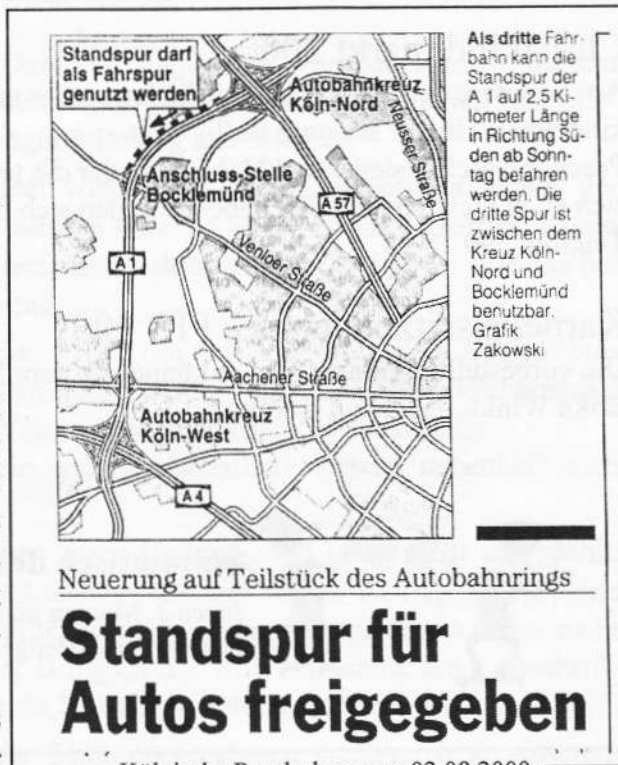 Standspur darf
als Fahrspur
genutzt werden
Autobahnkreuz
Köln-Nord
Neusser Straße
Anschluss-Stelle
Bocklemünd
A 57
Venloer Straße
A 1
Aachener Straße
Autobahnkreuz
Köln-West
A 4
Als dritte Fahr-
bahn kann die
Standspur der
A 1 auf 2,5 Ki-
lometer Länge
in Richtung Sü-
den ab Sonn-
tag befahren
werden. Die
dritte Spur ist
zwischen dem
Kreuz Köln-
Nord und
Bocklemünd
benutzbar.
Grafik:
Zakowski
Neuerung auf Teilstück des Autobahnrings
Standspur für
Autos freigegeben